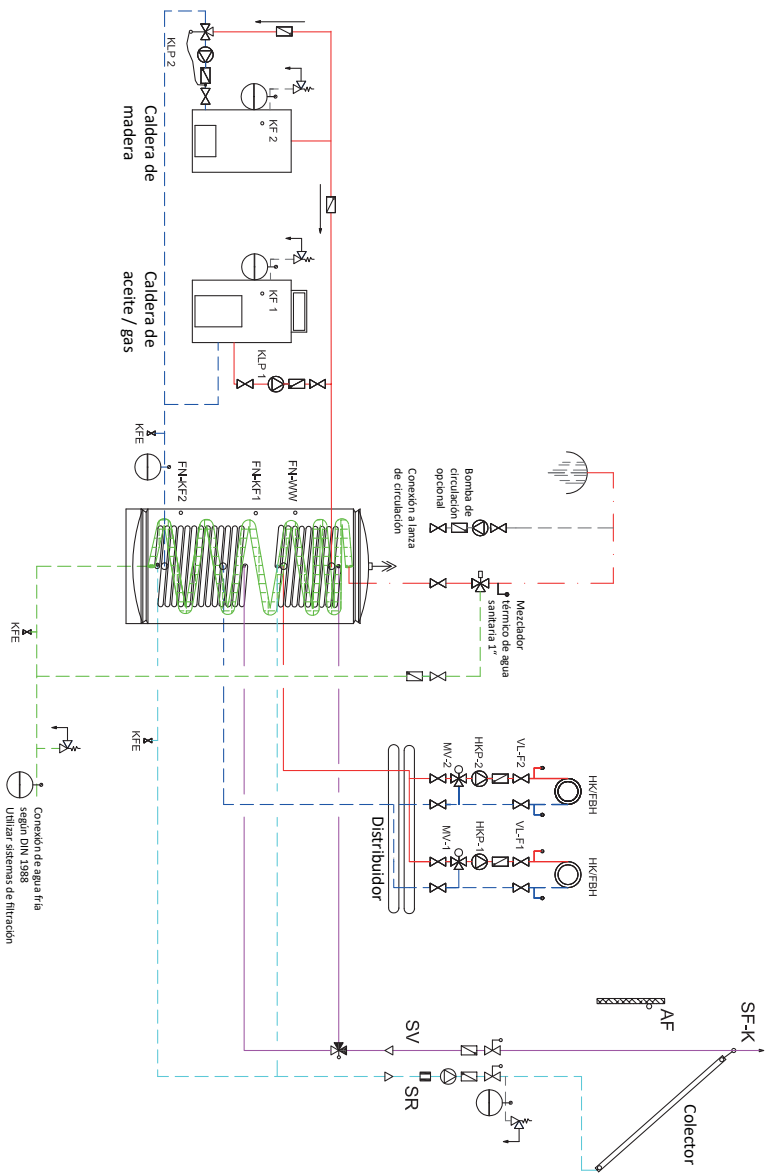 KLP 2
KF 2
Caldera de
madera
KF 1
Caldera de
aceite / gas
KLP 1
KFE
FN-KF2
FN-KF1
FN-WW
Conexión a lanza
de circulación
Bomba de
circulación
opcional
Mezclador
térmico de agua
sanitaria 1"
KFE
KFE
Conexión de agua fría
según DIN 1988
Utilizar sistemas de filtración
MV-2
HKP-2
VL-F2
HK/FBH
MV-1
HKP-1
VL-F1
HK/FBH
Distribuidor
AF
SF-K
SV
SR
Colector